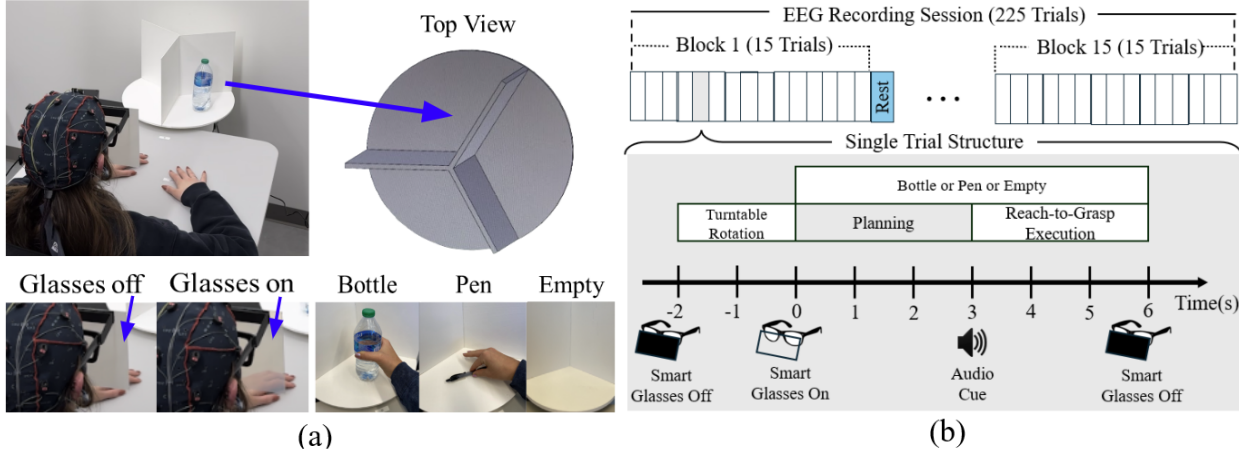 Top View
Glasses off
Glasses on
Bottle
Pen
Empty
(a)
EEG Recording Session (225 Trials)
Block 1 (15 Trials)
Block 15 (15 Trials)
Rest
Single Trial Structure
Bottle or Pen or Empty
Turntable
Rotation
Planning
Reach-to-Grasp
Execution
-2
-1
0
1
2
3
4
5
6
Time(s)
Smart
Glasses Off
Smart
Glasses On
Audio
Cue
Smart
Glasses Off
(b)